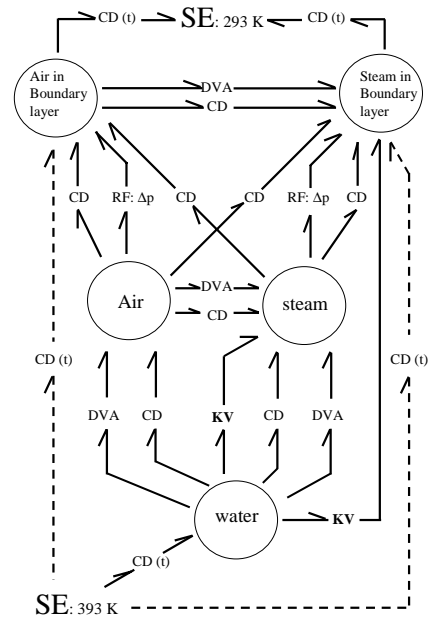 CD (t) SE: 293 K CD (t)
Air in
Boundary
layer
Steam in
Boundary
layer
DVA
CD
CD RF: Δp CD CD RF: Δp CD
Air
DVA
CD
steam
CD (t) CD (t)
DVA CD KV CD DVA
water
KV
CD (t)
SE: 393 K